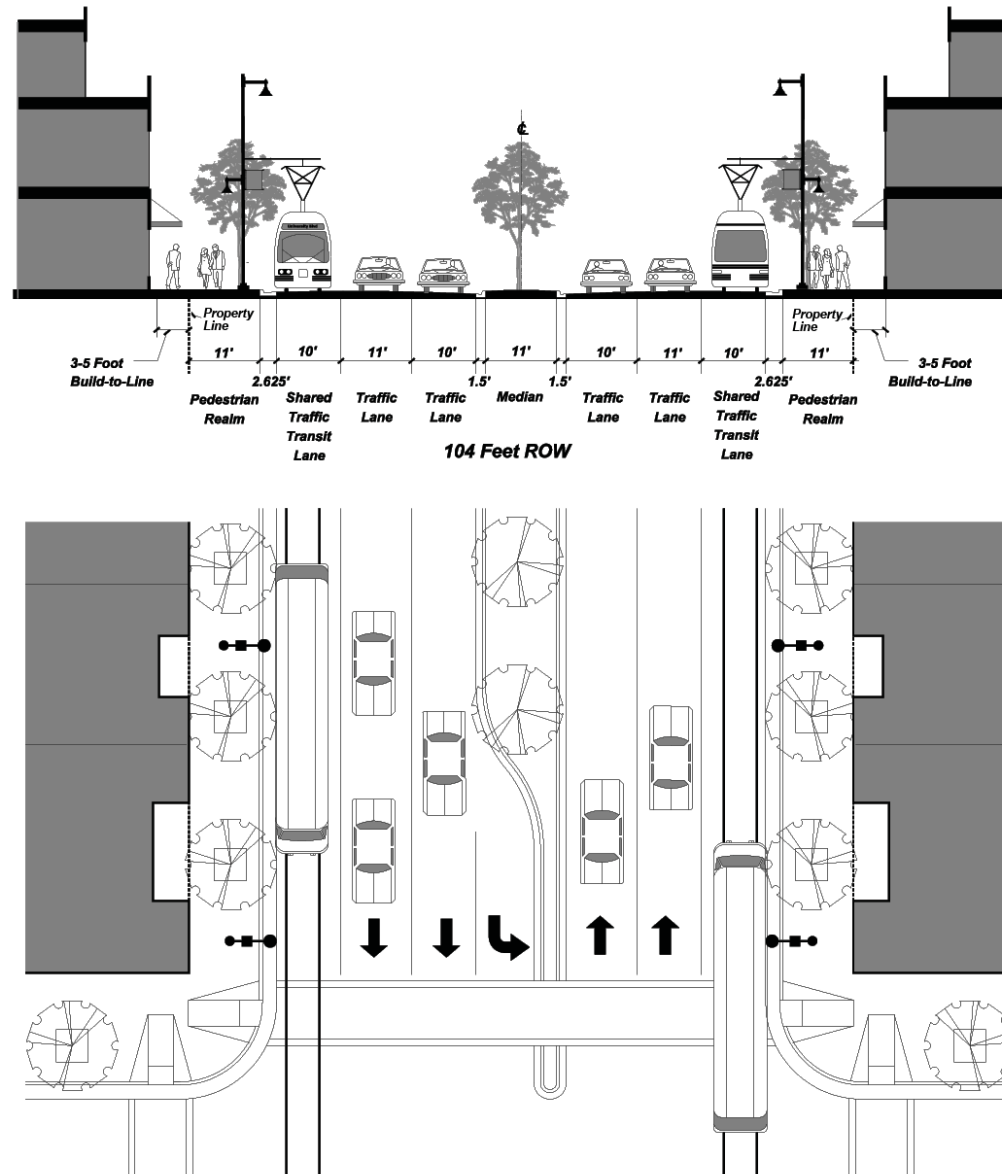 ℄
University Blvd
Property
Line
Property
Line
3-5 Foot
Build-to-Line
11'
10'
11'
10'
11'
10'
11'
10'
11'
3-5 Foot
Build-to-Line
2.625'
1.5'
1.5'
2.625'
Pedestrian
Realm
Shared
Traffic
Transit
Lane
Traffic
Lane
Traffic
Lane
Median
Traffic
Lane
Traffic
Lane
Shared
Traffic
Transit
Lane
Pedestrian
Realm
104 Feet ROW